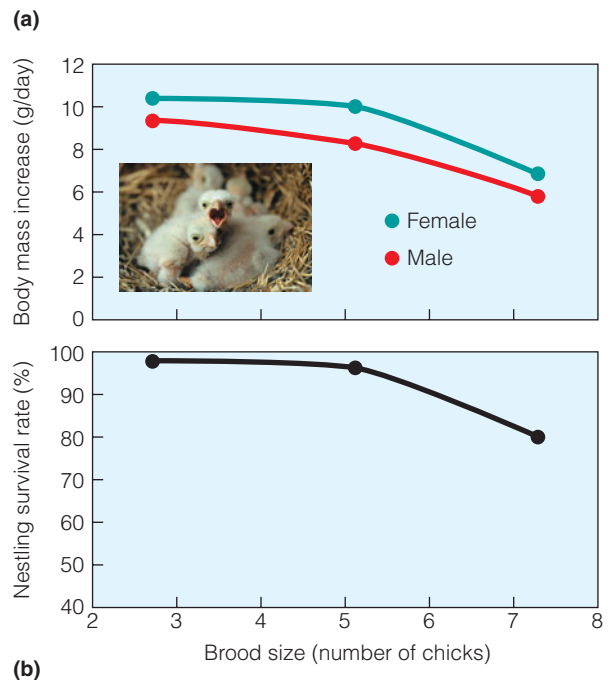 (a)
Body mass increase (g/day)
12
10
8
6
4
2
0
Female
Male
Nestling survival rate (%)
100
90
80
70
60
50
40
2 3 4 5 6 7 8
Brood size (number of chicks)
(b)